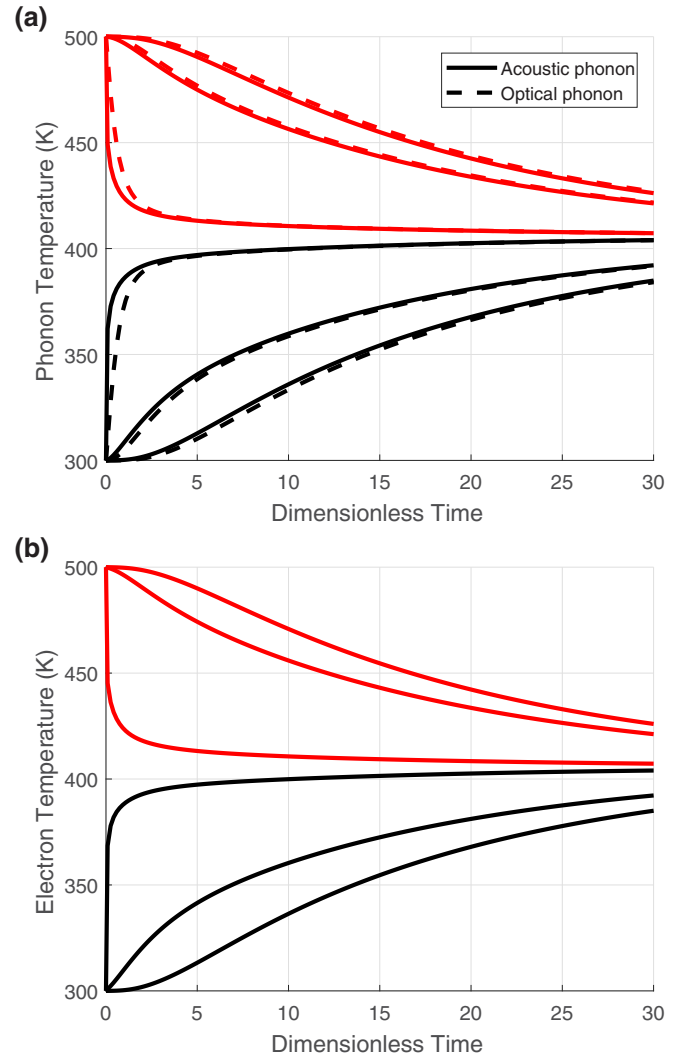 (a)
500
450
400
350
300
Phonon Temperature (K)
Acoustic phonon
Optical phonon
0 5 10 15 20 25 30
Dimensionless Time
(b)
500
450
400
350
300
Electron Temperature (K)
0 5 10 15 20 25 30
Dimensionless Time